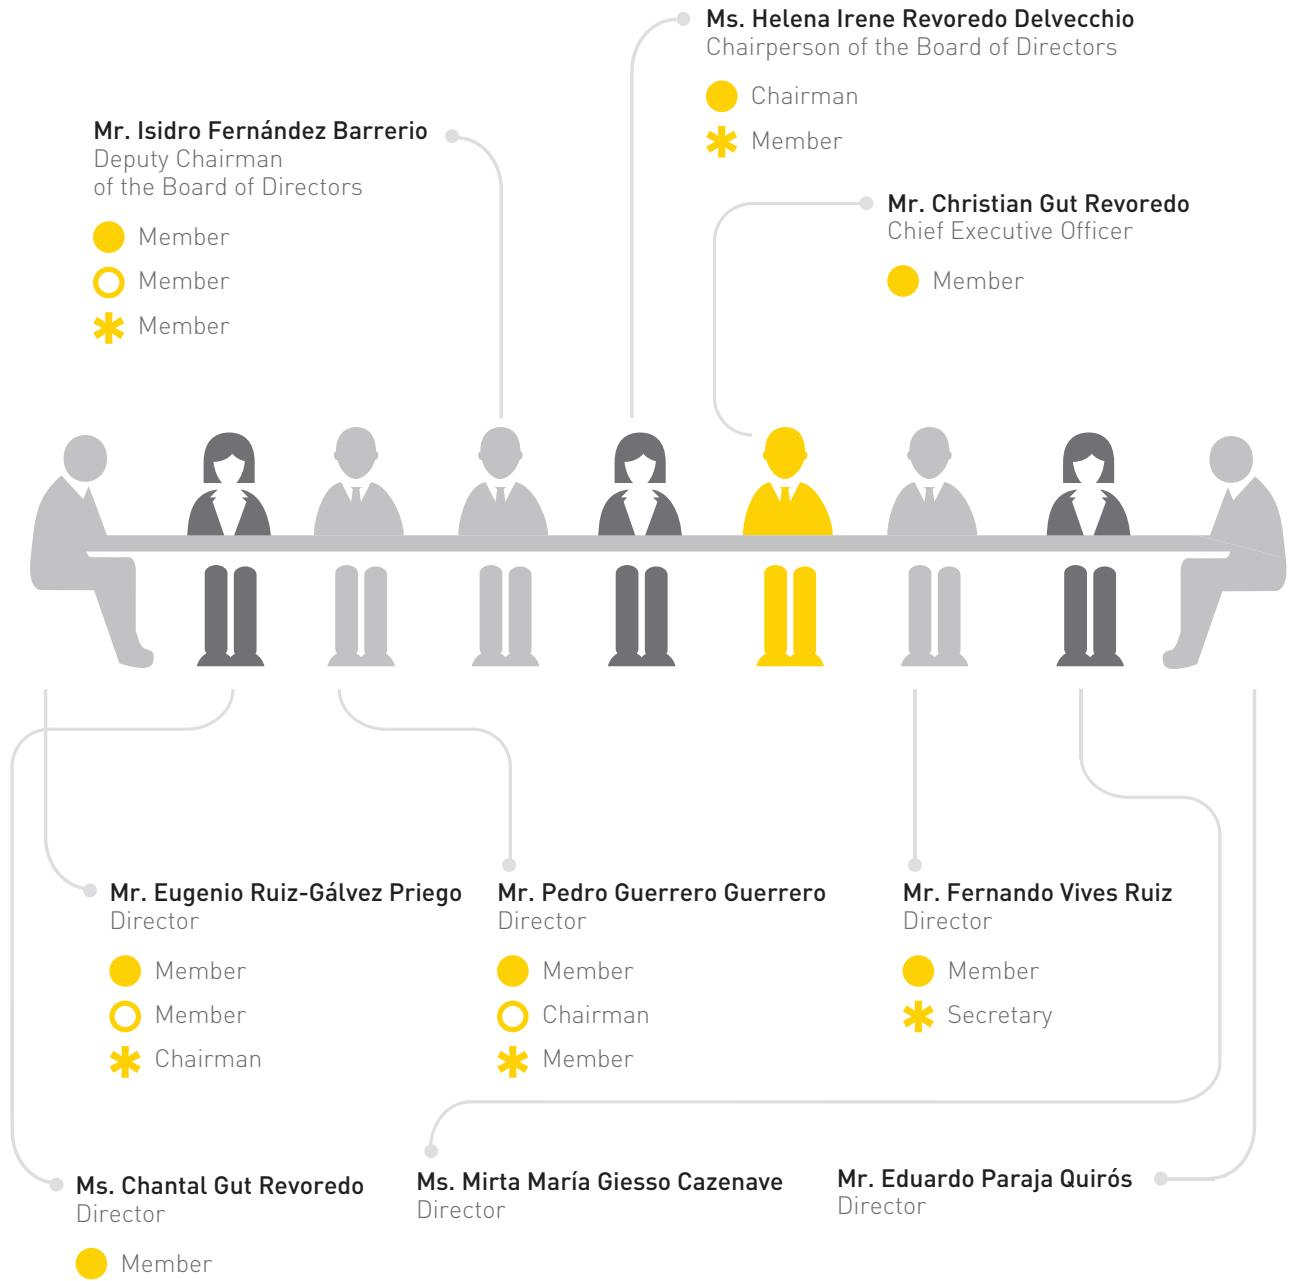 Ms. Helena Irene Revoredo Delvecchio
Chairperson of the Board of Directors
Chairman
Member
Mr. Isidro Fernández Barrerio
Deputy Chairman
of the Board of Directors
Member
Member
Member
Mr. Christian Gut Revoredo
Chief Executive Officer
Member
Mr. Eugenio Ruiz-Gálvez Priego
Director
Member
Member
Chairman
Mr. Pedro Guerrero Guerrero
Director
Member
Chairman
Member
Mr. Fernando Vives Ruiz
Director
Member
Secretary
Ms. Chantal Gut Revoredo
Director
Member
Ms. Mirta María Giesso Cazenave
Director
Mr. Eduardo Paraja Quirós
Director